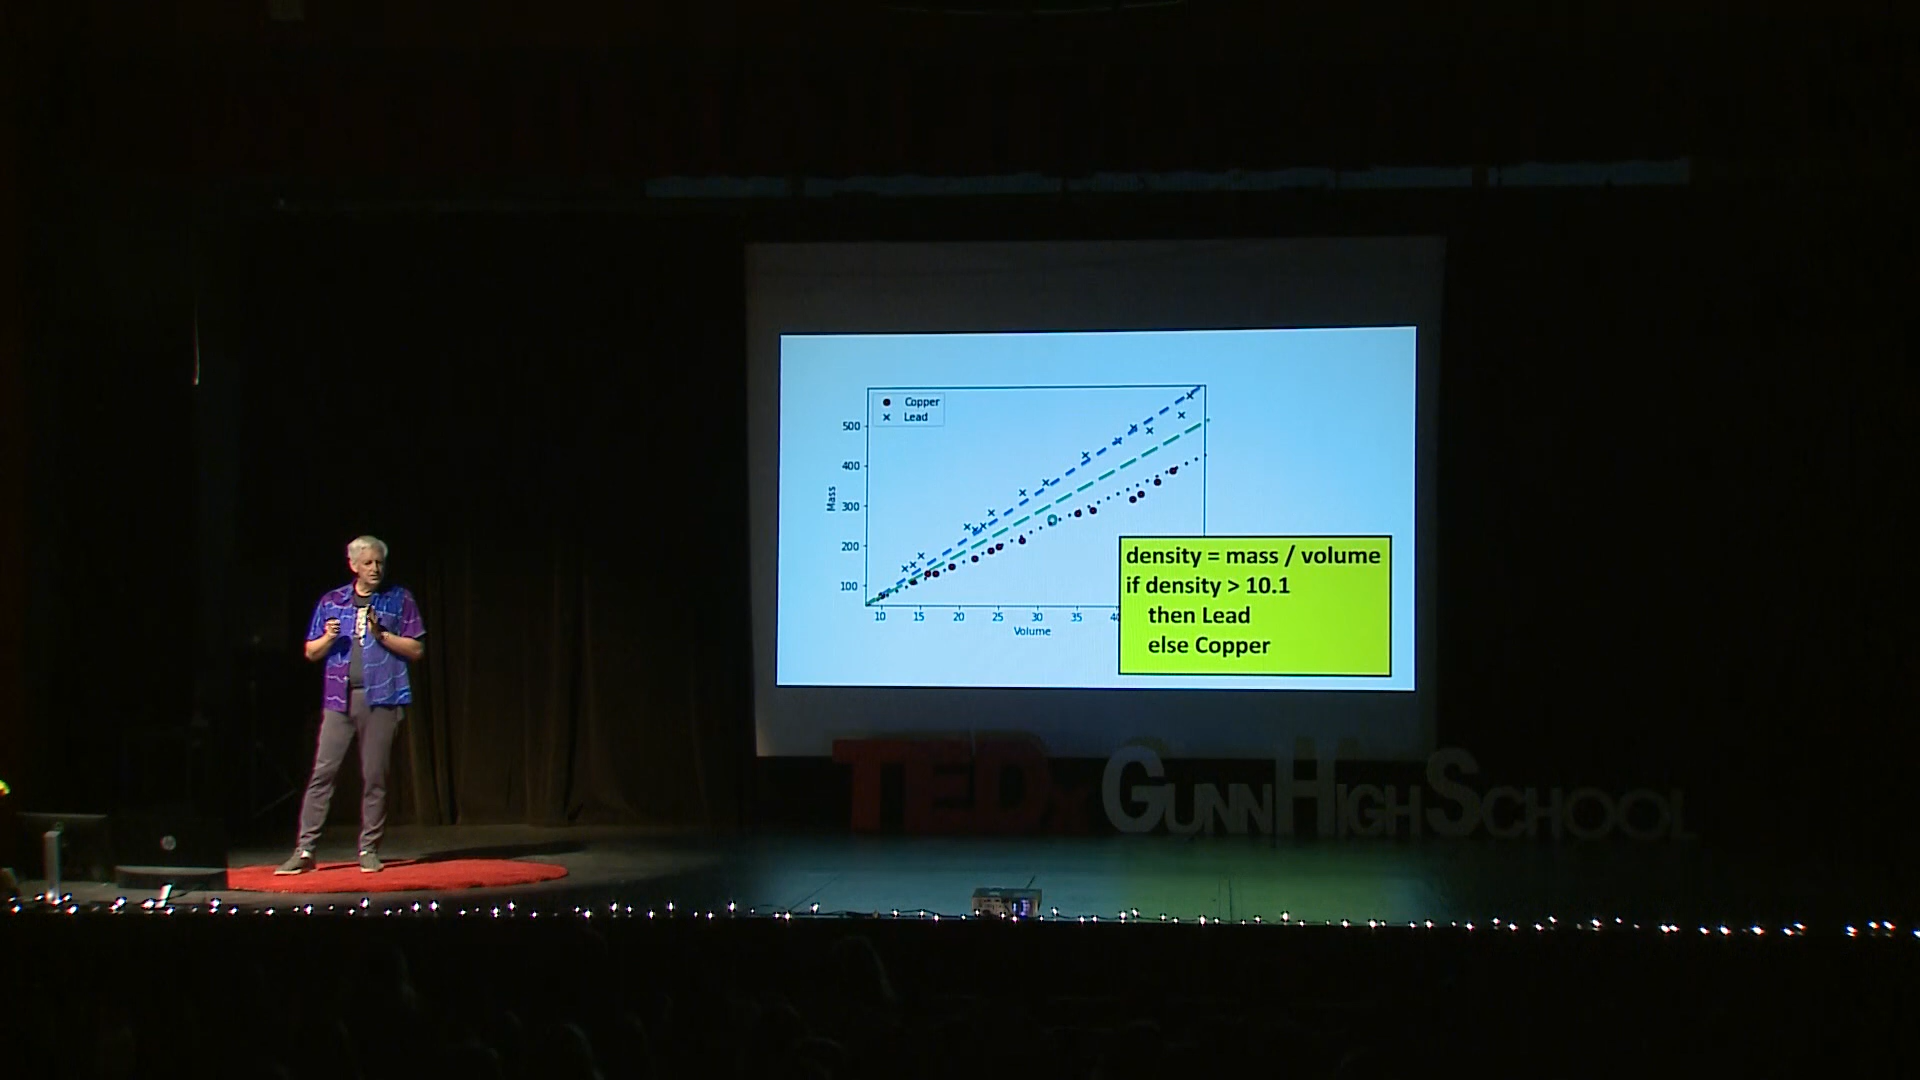 Copper
Lead
500
400
300
200
100
Mass
10 15 20 25 30 35
Volume
density = mass / volume
if density > 10.1
then Lead
else Copper
TEDx GUNN HIGH SCHOOL